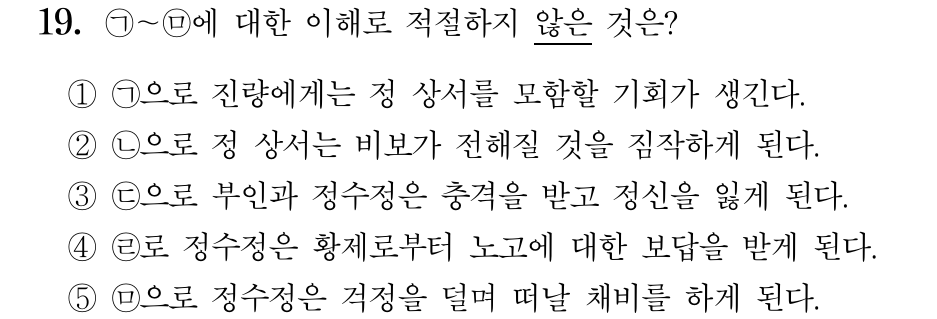 19. ㉠~㉤에 대한 이해로 적절하지 않은 것은?
① ㉠으로 진량에게는 정 상서를 모함할 기회가 생긴다.
② ㉡으로 정 상서는 비보가 전해질 것을 짐작하게 된다.
③ ㉢으로 부인과 정수정은 충격을 받고 정신을 잃게 된다.
④ ㉣로 정수정은 황제로부터 노고에 대한 보답을 받게 된다.
⑤ ㉤으로 정수정은 걱정을 덜며 떠날 채비를 하게 된다.